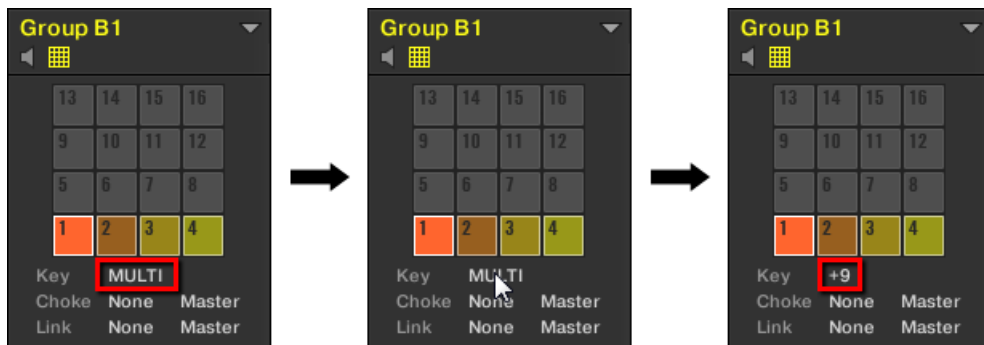 Group B1
13 14 15 16
9 10 11 12
5 6 7 8
1 2 3 4
Key MULTI
Choke None Master
Link None Master
Group B1
13 14 15 16
9 10 11 12
5 6 7 8
1 2 3 4
Key MULTI
Choke None Master
Link None Master
Group B1
13 14 15 16
9 10 11 12
5 6 7 8
1 2 3 4
Key +9
Choke None Master
Link None Master